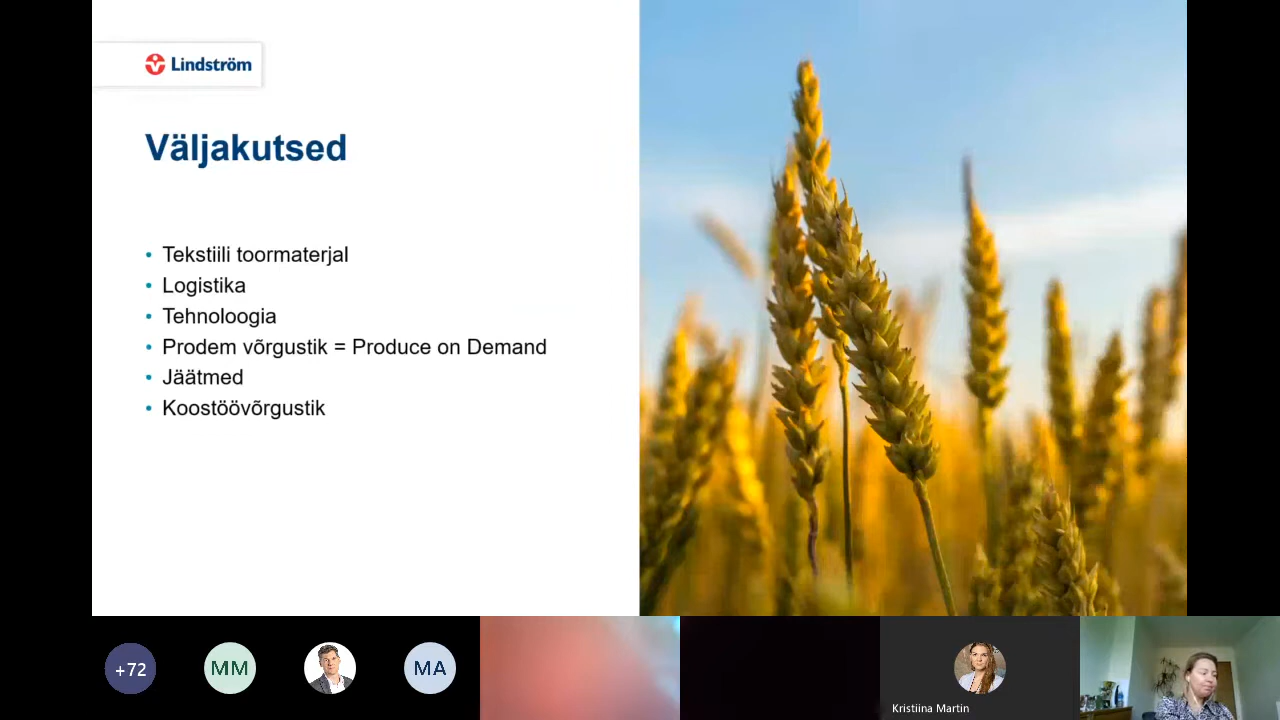 Lindström
Väljakutsed
• Tekstiili toormaterjal
• Logistika
• Tehnoloogia
• Prodem võrgustik = Produce on Demand
• Jäätmed
• Koostöövõrgustik
+72
MM
MA
Kristiina Martin